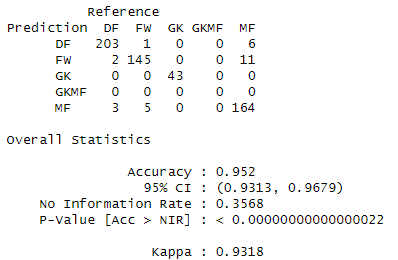 Reference
Prediction DF FW GK GKMF MF
DF 203 1 0 0 6
FW 2 145 0 0 11
GK 0 0 43 0 0
GKMF 0 0 0 0 0
MF 3 5 0 0 164
Overall Statistics
Accuracy : 0.952
95% CI : (0.9313, 0.9679)
No Information Rate : 0.3568
P-Value [Acc > NIR] : < 0.00000000000000022
Kappa : 0.9318